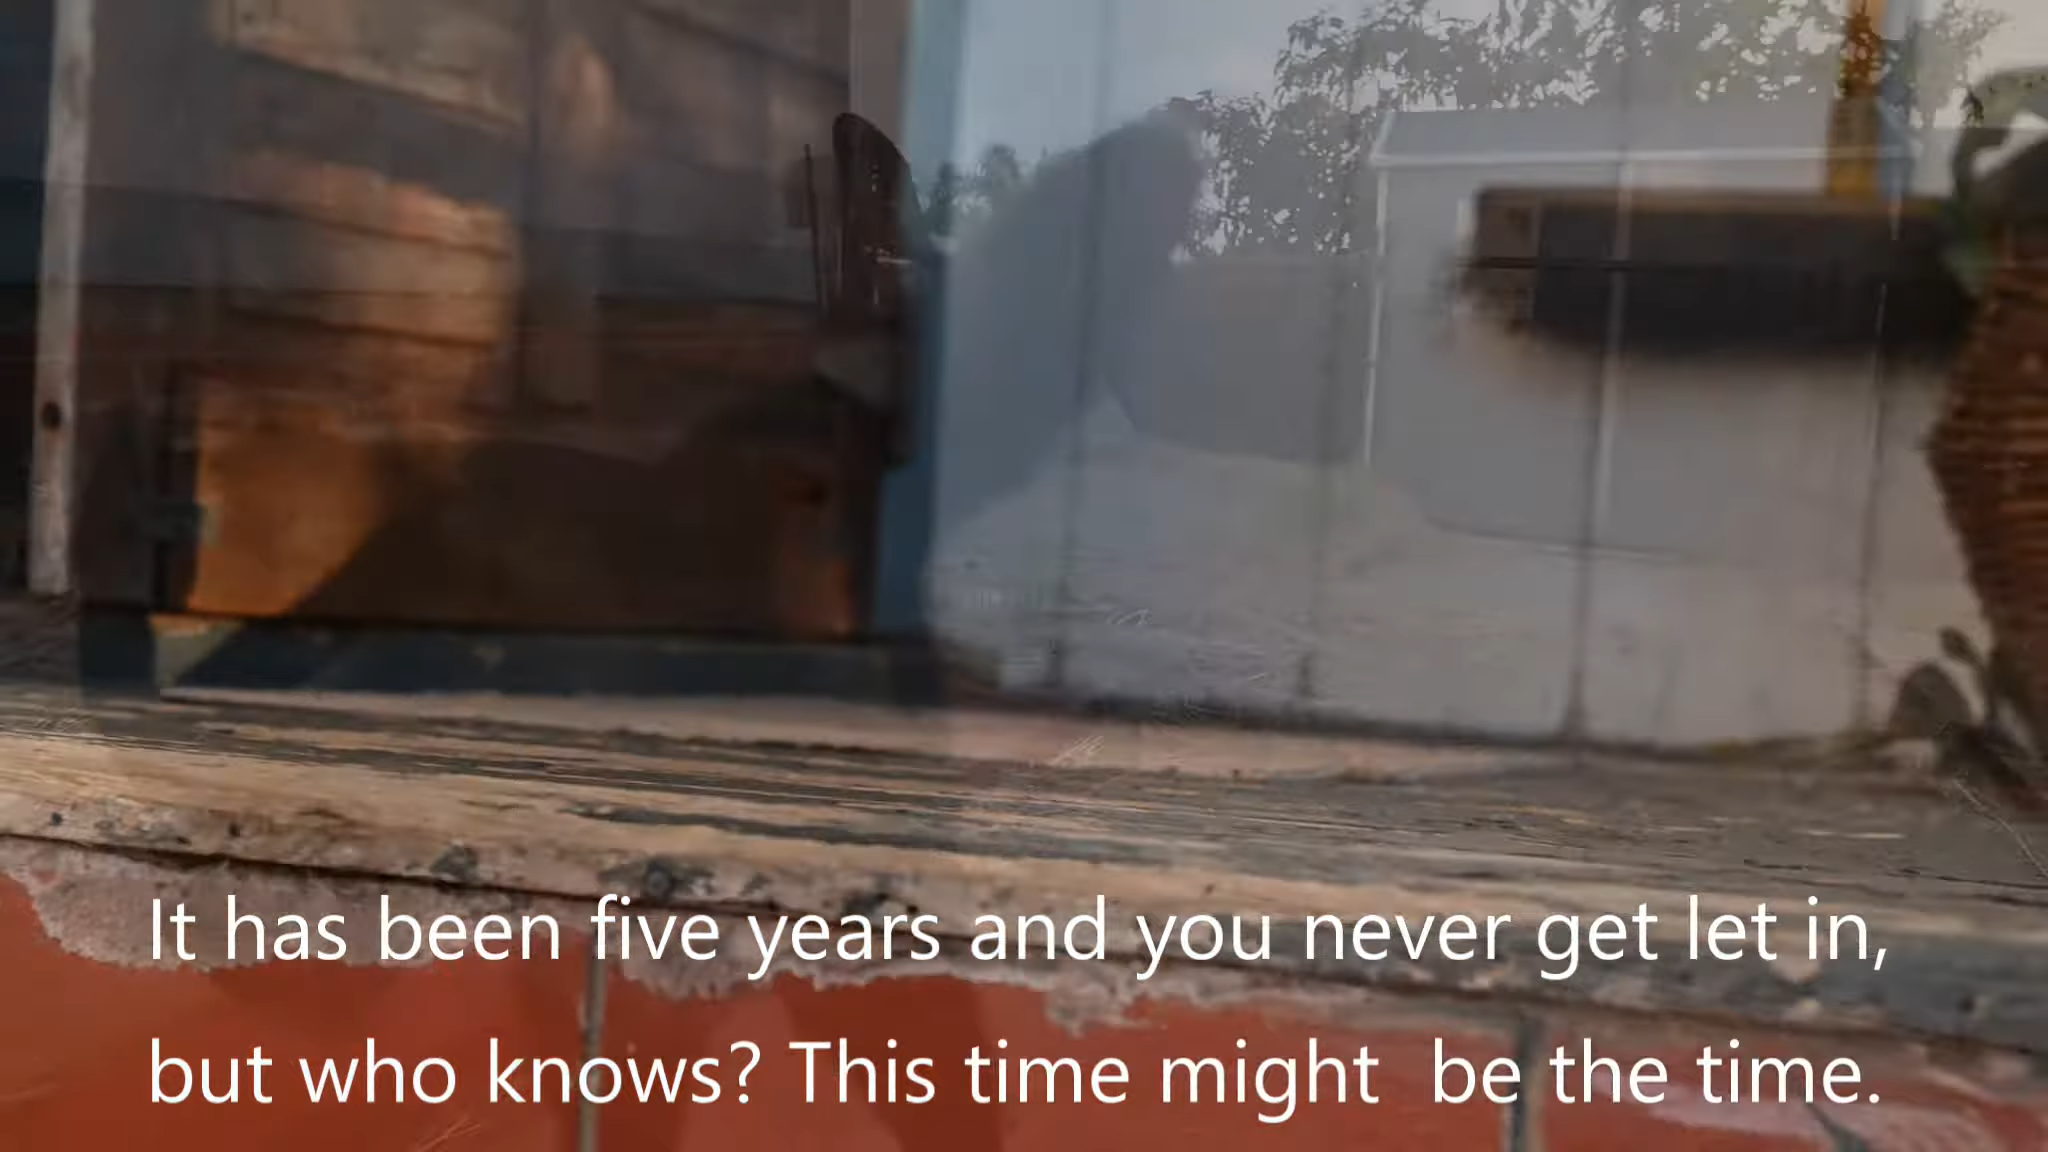 It has been five years and you never get let in,
but who knows? This time might  be the time.